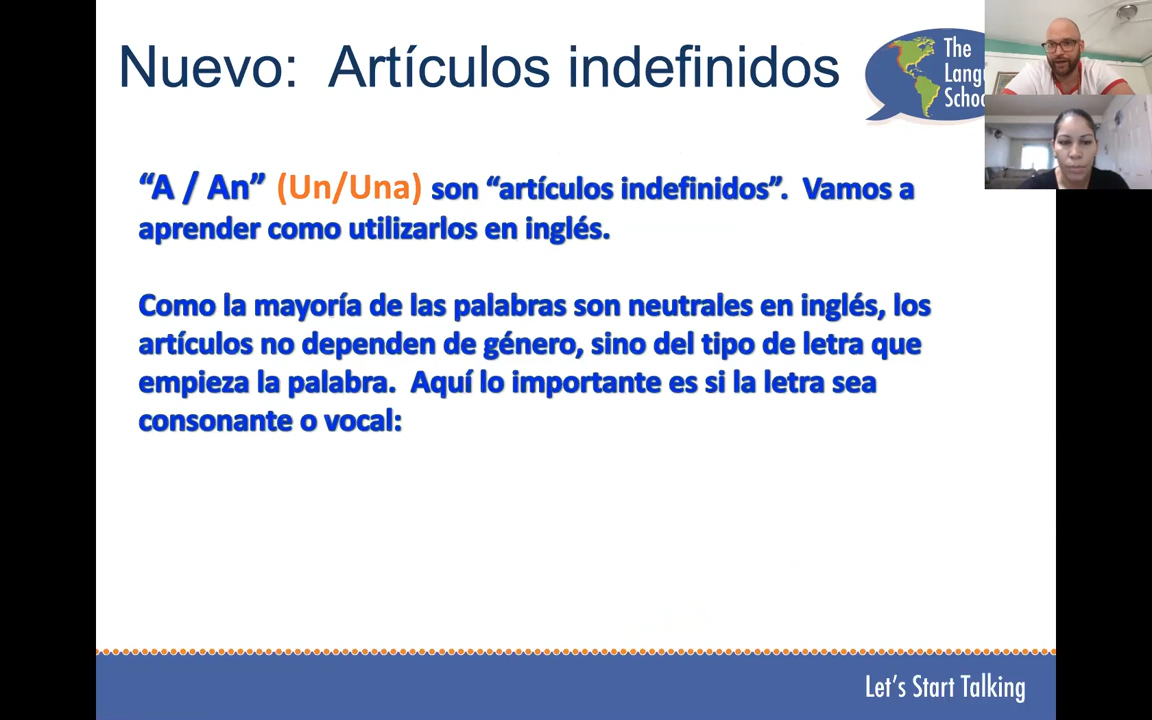 Nuevo:  Artículos indefinidos
The
Lang
Schoo
“A / An” (Un/Una) son “artículos indefinidos”.  Vamos a
aprender como utilizarlos en inglés.
Como la mayoría de las palabras son neutrales en inglés, los
artículos no dependen de género, sino del tipo de letra que
empieza la palabra.  Aquí lo importante es si la letra sea
consonante o vocal:
Let’s Start Talking